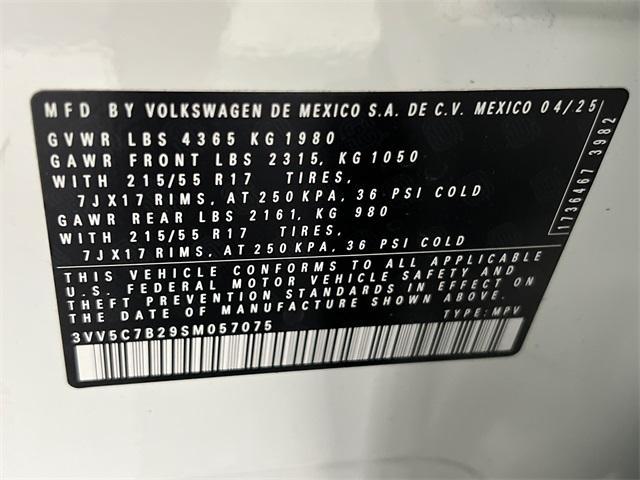 MFD BY VOLKSWAGEN DE MEXICO S.A. DE C.V. MEXICO 04/25
GVWR LBS 4365 KG 1980
GAWR FRONT LBS 2315, KG 1050
WITH 215/55 R17 TIRES,
7JX17 RIMS, AT 250 KPA, 36 PSI COLD
GAWR REAR LBS 2161, KG 980
WITH 215/55 R17 TIRES,
7JX17 RIMS, AT 250 KPA, 36 PSI COLD
THIS VEHICLE CONFORMS TO ALL APPLICABLE
U.S. FEDERAL MOTOR VEHICLE SAFETY AND
THEFT PREVENTION STANDARDS IN EFFECT ON
THE DATE OF MANUFACTURE SHOWN ABOVE.
3VV5C7B29SM057075 TYPE: MPV
1736467 3982